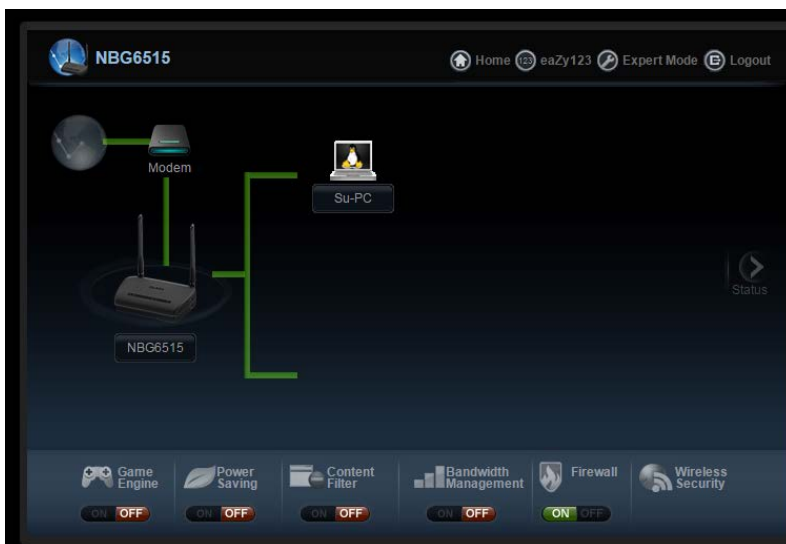 NBG6515
Home 123 eaZy123 Expert Mode Logout
Modem
Su-PC
Status
NBG6515
Game Engine
Power Saving
Content Filter
Bandwidth Management
Firewall
Wireless Security
ON OFF
ON OFF
ON OFF
ON OFF
ON OFF